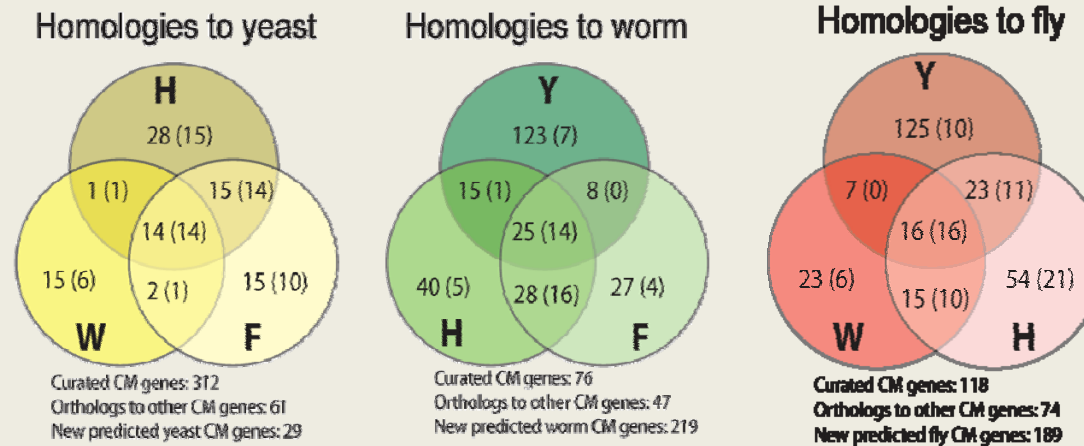 Homologies to yeast
H
28 (15)
1 (1)
15 (14)
14 (14)
15 (6)
2 (1)
15 (10)
W
F
Curated CM genes: 312
Orthologs to other CM genes: 61
New predicted yeast CM genes: 29
Homologies to worm
Y
123 (7)
15 (1)
8 (0)
25 (14)
40 (5)
28 (16)
27 (4)
H
F
Curated CM genes: 76
Orthologs to other CM genes: 47
New predicted worm CM genes: 219
Homologies to fly
Y
125 (10)
7 (0)
23 (11)
16 (16)
23 (6)
15 (10)
54 (21)
W
H
Curated CM genes: 118
Orthologs to other CM genes: 74
New predicted fly CM genes: 189